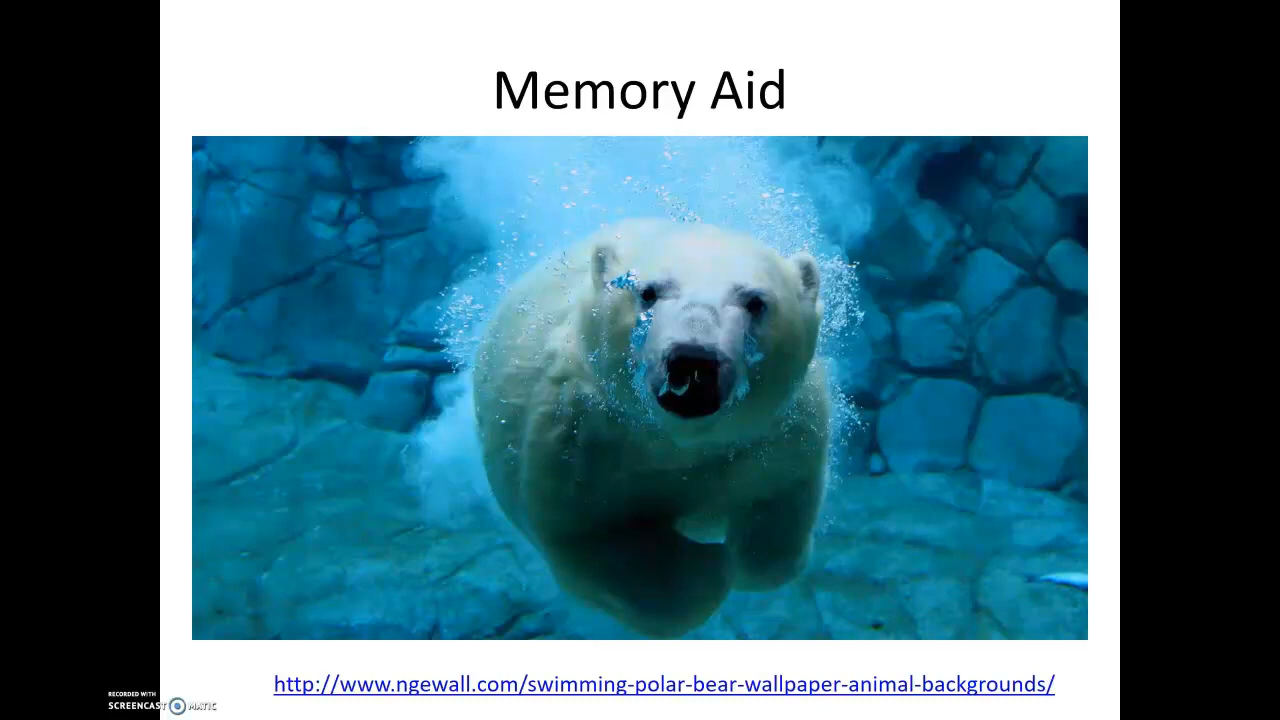 Memory Aid
http://www.ngewall.com/swimming-polar-bear-wallpaper-animal-backgrounds/
RECORDED WITH
SCREENCAST MATIC